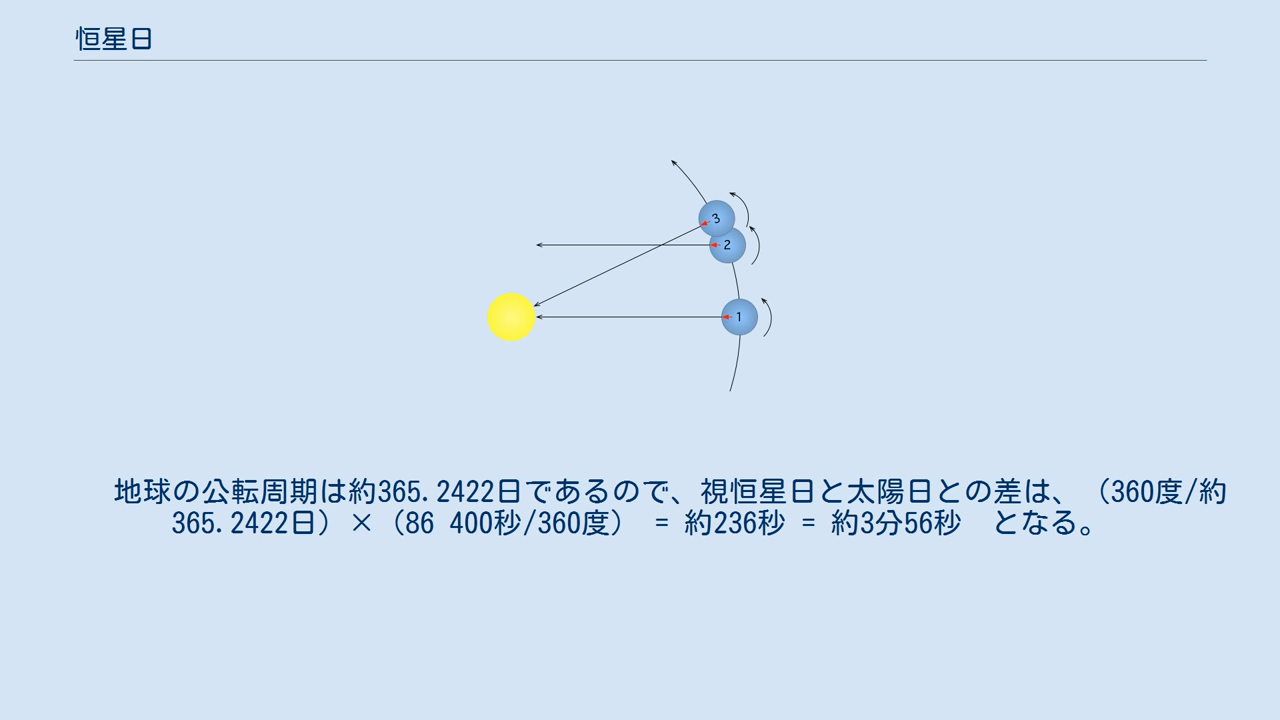 恒星日
3
2
1
地球の公転周期は約365.2422日であるので、視恒星日と太陽日との差は、（360度/約
365.2422日）×（86 400秒/360度） = 約236秒 = 約3分56秒　となる。